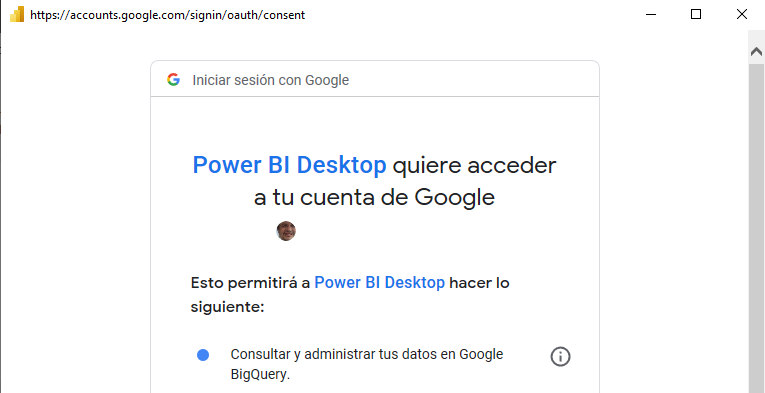 https://accounts.google.com/signin/oauth/consent
Iniciar sesión con Google
Power BI Desktop quiere acceder
a tu cuenta de Google
Esto permitirá a Power BI Desktop hacer lo
siguiente:
Consultar y administrar tus datos en Google
BigQuery.